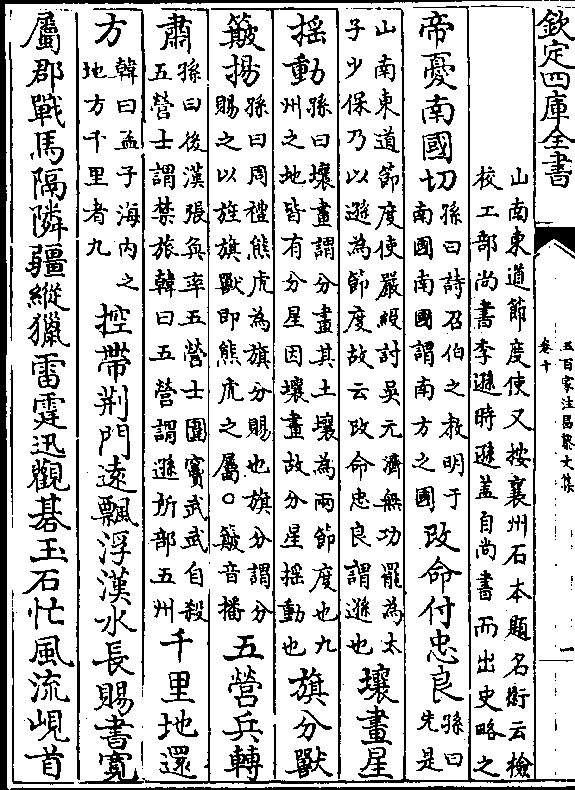 欽定四庫全書
五百家注昌黎文集
卷十
一
山南東道節度使又按襄州石本題名銜云檢
校工部尚書李遜時遜蓋自尚書而出史略之
帝憂南國切孫曰詩召伯之教明于南國南國謂南方之國改命付忠良孫曰先是
山南東道節度使嚴綬討吳元濟無功罷為太子少保乃以遜為節度故云改命忠良謂遜也壤畫星
搖動孫曰壤畫謂分畫其土壤為兩節度也九州之地皆有分星因壤畫故分星搖動也旗分獸
簸揚孫曰周禮熊虎為旗分賜也旗分謂分賜之以旌旗獸即熊虎之屬○簸音播五營兵轉
肅孫曰後漢張奐率五營士圍竇武武自殺五營士謂禁旅韓曰五營謂遜所部五州千里地還
方韓曰孟子海內之地方千里者九控帶荆門遠飄浮漢水長賜書寬
屬郡戰馬隔隣疆縱獵雷霆迅觀碁玉石忙風流峴首